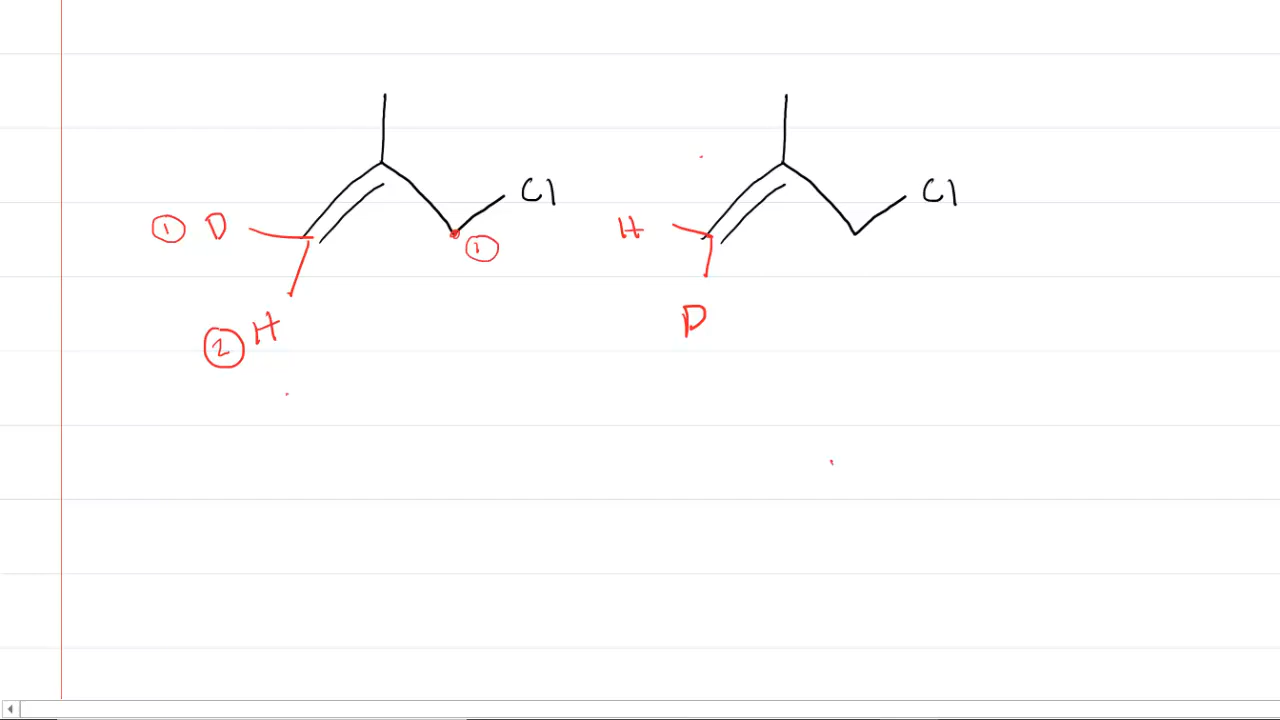 Cl Cl
① D H
①
② H D